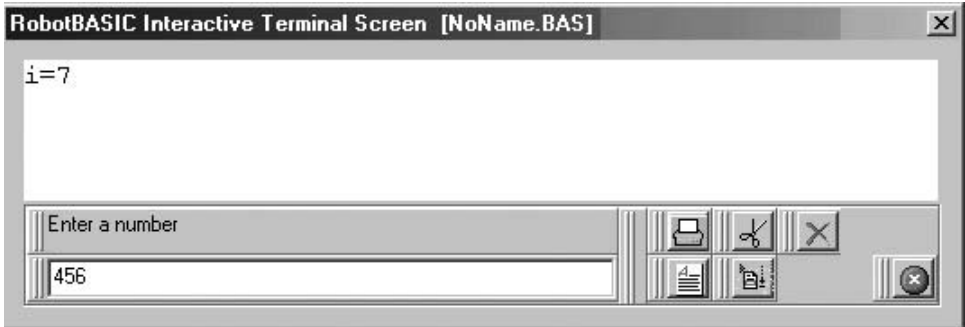 RobotBASIC Interactive Terminal Screen [NoName.BAS]
i=7
Enter a number
456